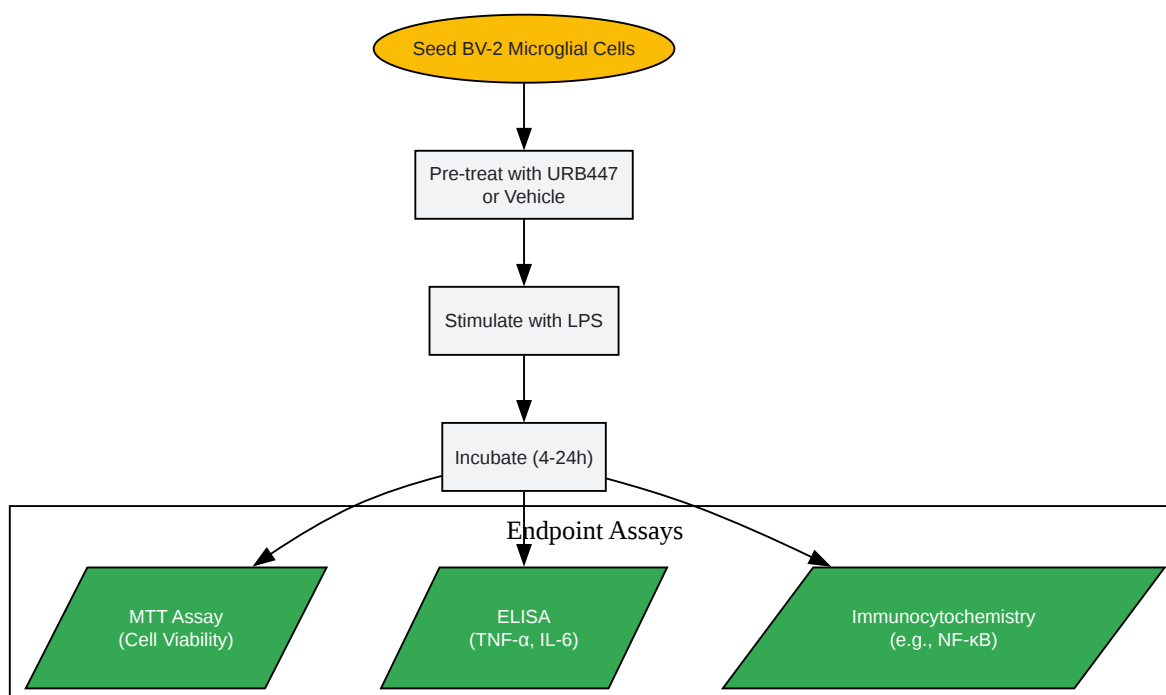 Seed BV-2 Microglial Cells
Pre-treat with URB447
or Vehicle
Stimulate with LPS
Incubate (4-24h)
Endpoint Assays
MTT Assay
(Cell Viability)
ELISA
(TNF-α, IL-6)
Immunocytochemistry
(e.g., NF-κB)